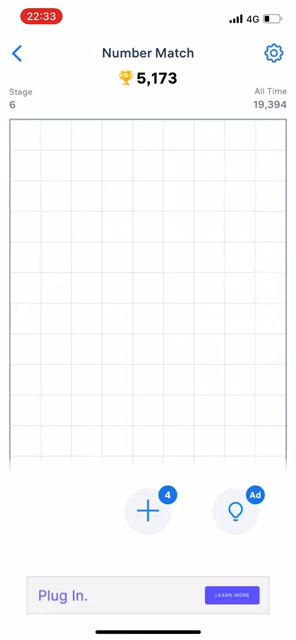 22:33
4G
Number Match
5,173
Stage
All Time
6
19,394
4
Ad
Plug In.
LEARN MORE